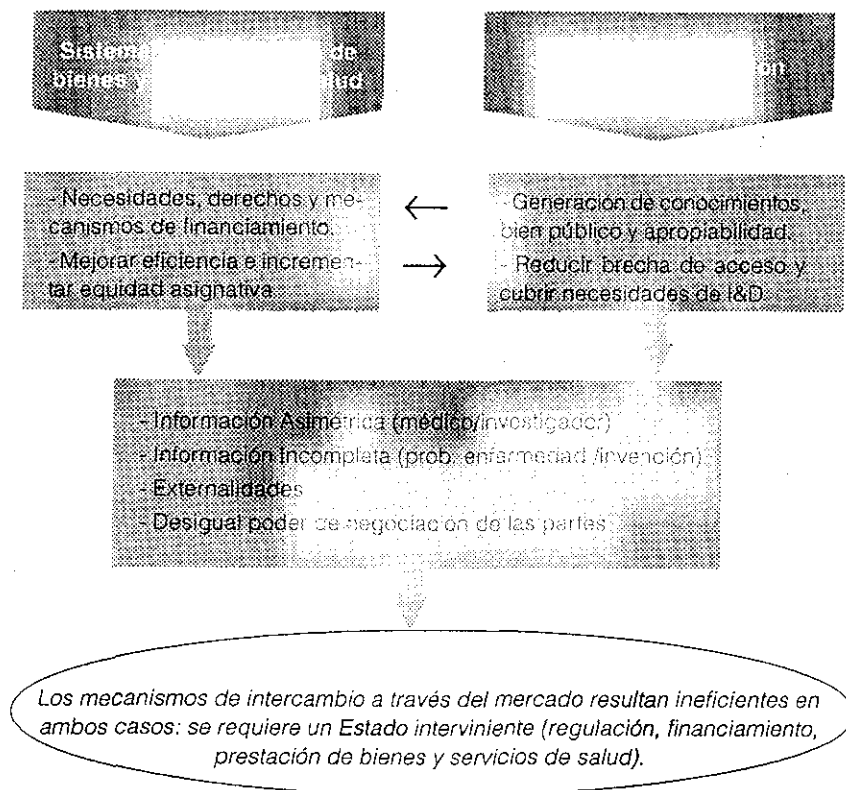 Sistema de
bienes y
- Necesidades, derechos y me-
canismos de financiamiento.
- Mejorar eficiencia e incremen-
tar equidad asignativa
←
→
- Generación de conocimientos,
bien público y apropiabilidad.
- Reducir brecha de acceso y
cubrir necesidades de I&D
- Información Asimétrica (médico/investigador)
- Información Incompleta (prob. enfermedad /invención)
- Externalidades
- Desigual poder de negociación de las partes
Los mecanismos de intercambio a través del mercado resultan ineficientes en
ambos casos: se requiere un Estado interviniente (regulación, financiamiento,
prestación de bienes y servicios de salud).